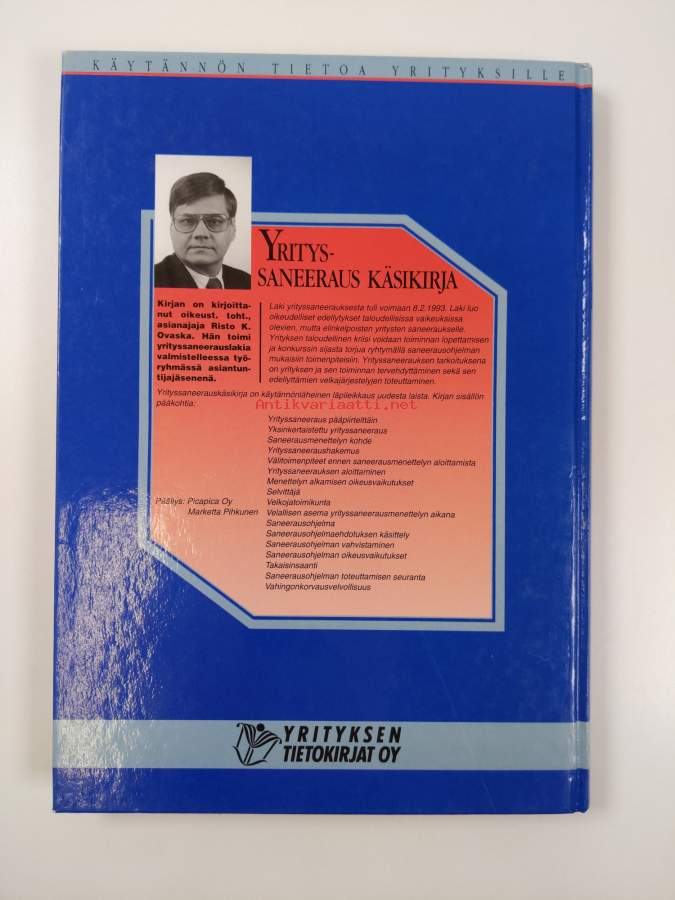 KÄYTÄNNÖN TIETOA YRITYKSILLE
YRITYS-
SANEERAUS KÄSIKIRJA
Kirjan on kirjoitta-
nut oikeust. toht.,
asianajaja Risto K.
Ovaska. Hän toimi
yrityssaneerauslakia
valmistelleessa työ-
ryhmässä asiantun-
tijajäsenenä.
Laki yrityssaneerauksesta tuli voimaan 8.2.1993. Laki luo
oikeudelliset edellytykset taloudellisissa vaikeuksissa
olevien, mutta elinkelpoisten yritysten saneeraukselle.
Yrityksen taloudellinen kriisi voidaan toiminnan lopettamisen
ja konkurssin sijasta torjua ryhtymällä saneerausohjelman
mukaisiin toimenpiteisiin. Yrityssaneerauksen tarkoituksena
on yrityksen ja sen toiminnan tervehdyttäminen sekä sen
edellyttämien velkajärjestelyjen toteuttaminen.
Yrityssaneerauskäsikirja on käytännönläheinen läpileikkaus uudesta laista. Kirjan sisällön
pääkohtia:
Antikvariaatti.net
Yrityssaneeraus pääpiirteittäin
Yksinkertaistettu yrityssaneeraus
Saneerausmenettelyn kohde
Yrityssaneeraushakemus
Välitoimenpiteet ennen saneerausmenettelyn aloittamista
Yrityssaneerauksen aloittaminen
Menettelyn alkamisen oikeusvaikutukset
Selvittäjä
Velkojatoimikunta
Velallisen asema yrityssaneerausmenettelyn aikana
Saneerausohjelma
Saneerausohjelmaehdotuksen käsittely
Saneerausohjelman vahvistaminen
Saneerausohjelman oikeusvaikutukset
Takaisinsaanti
Saneerausohjelman toteuttamisen seuranta
Vahingonkorvausvelvollisuus
Päällys: Picapica Oy
Marketta Pihkunen
YRITYKSEN
TIETOKIRJAT OY